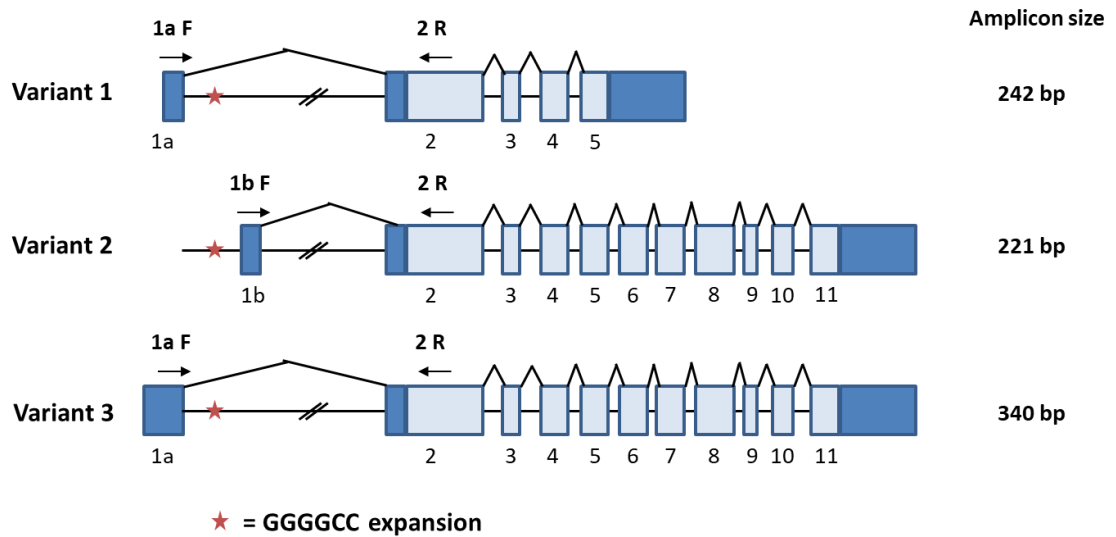 Amplicon size
1a F 2 R
Variant 1 242 bp
1a 2 3 4 5
1b F 2 R
Variant 2 221 bp
1b 2 3 4 5 6 7 8 9 10 11
1a F 2 R
Variant 3 340 bp
1a 2 3 4 5 6 7 8 9 10 11
= GGGGCC expansion